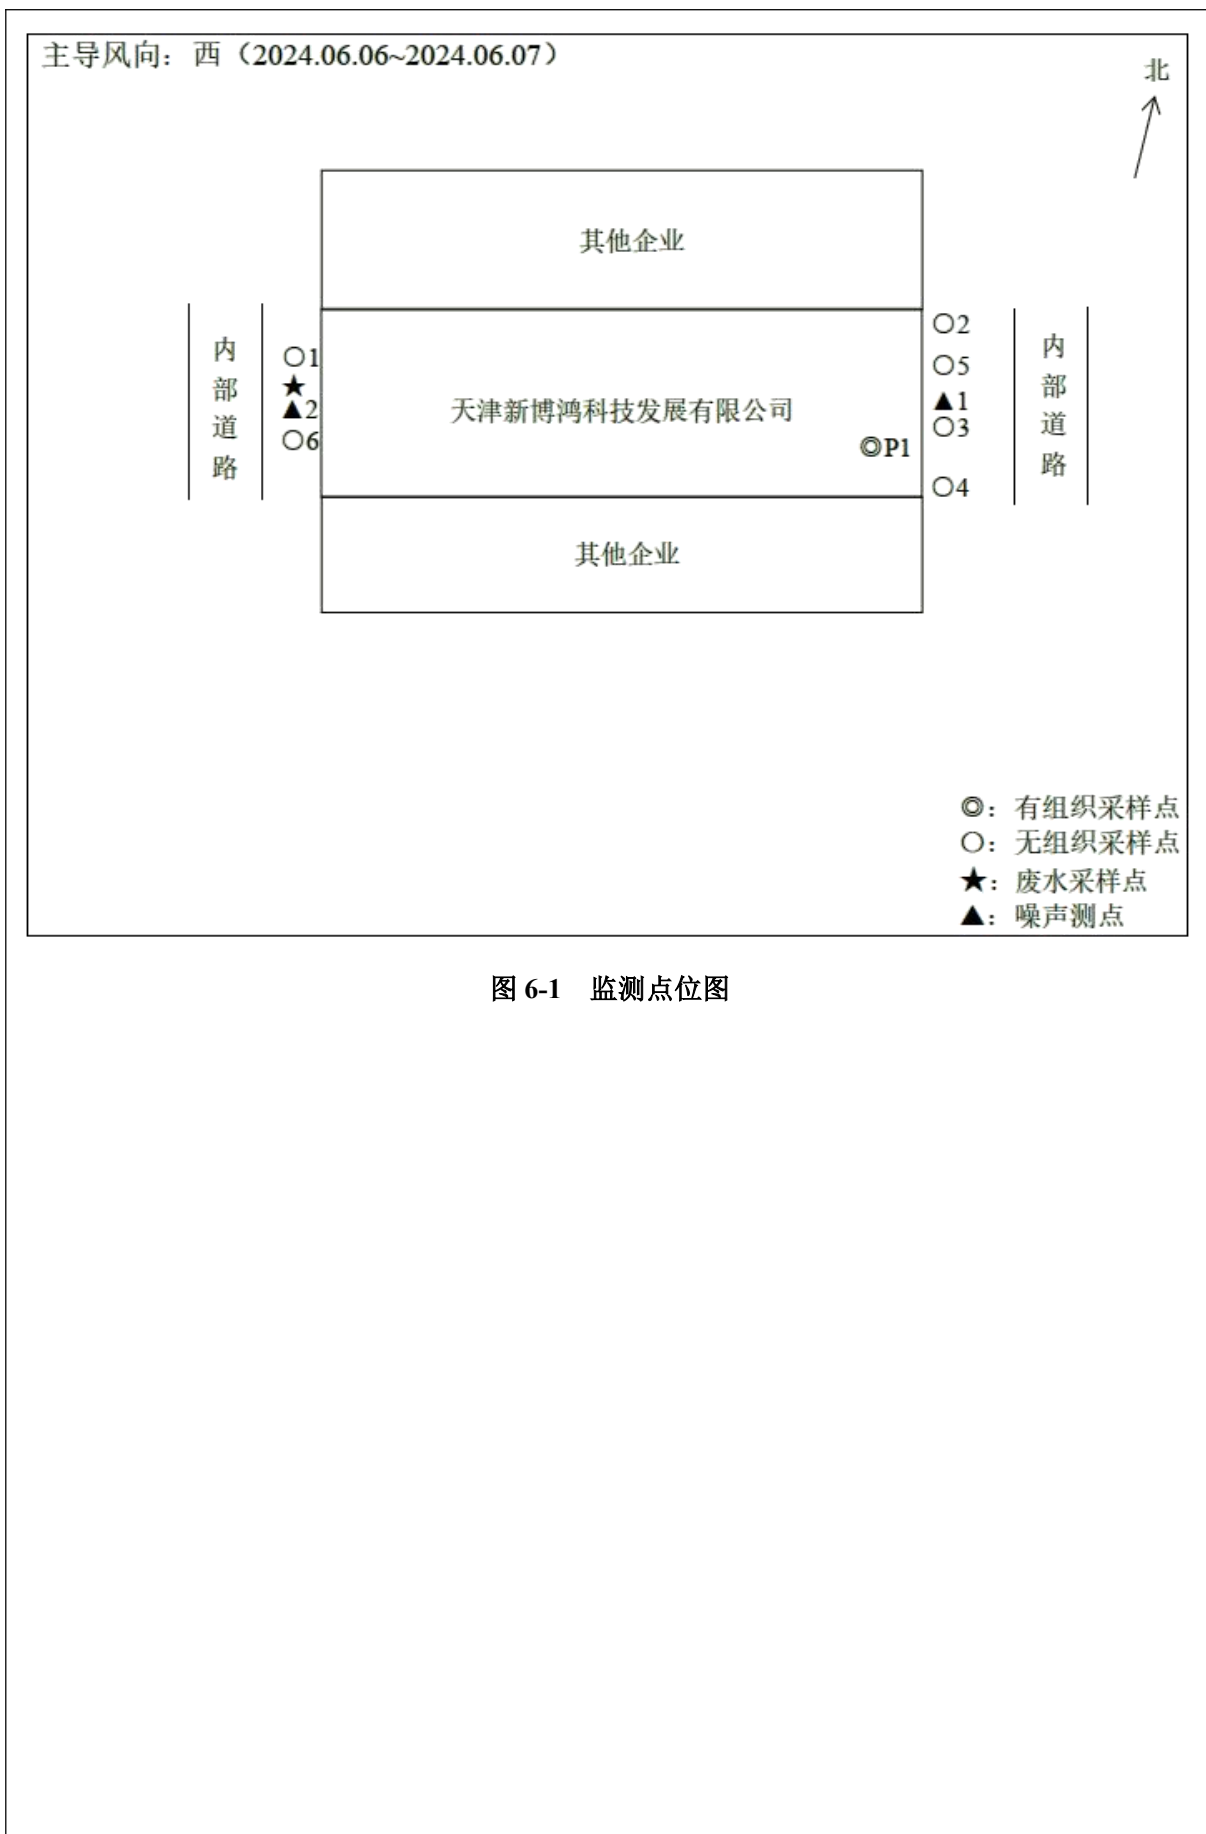 主导风向：西（2024.06.06~2024.06.07）
北
其他企业
内部道路
○1
★
▲2
○6
天津新博鸿科技发展有限公司
◎P1
○2
○5
▲1
○3
○4
内部道路
其他企业
◎：有组织采样点
○：无组织采样点
★：废水采样点
▲：噪声测点
图 6-1 监测点位图